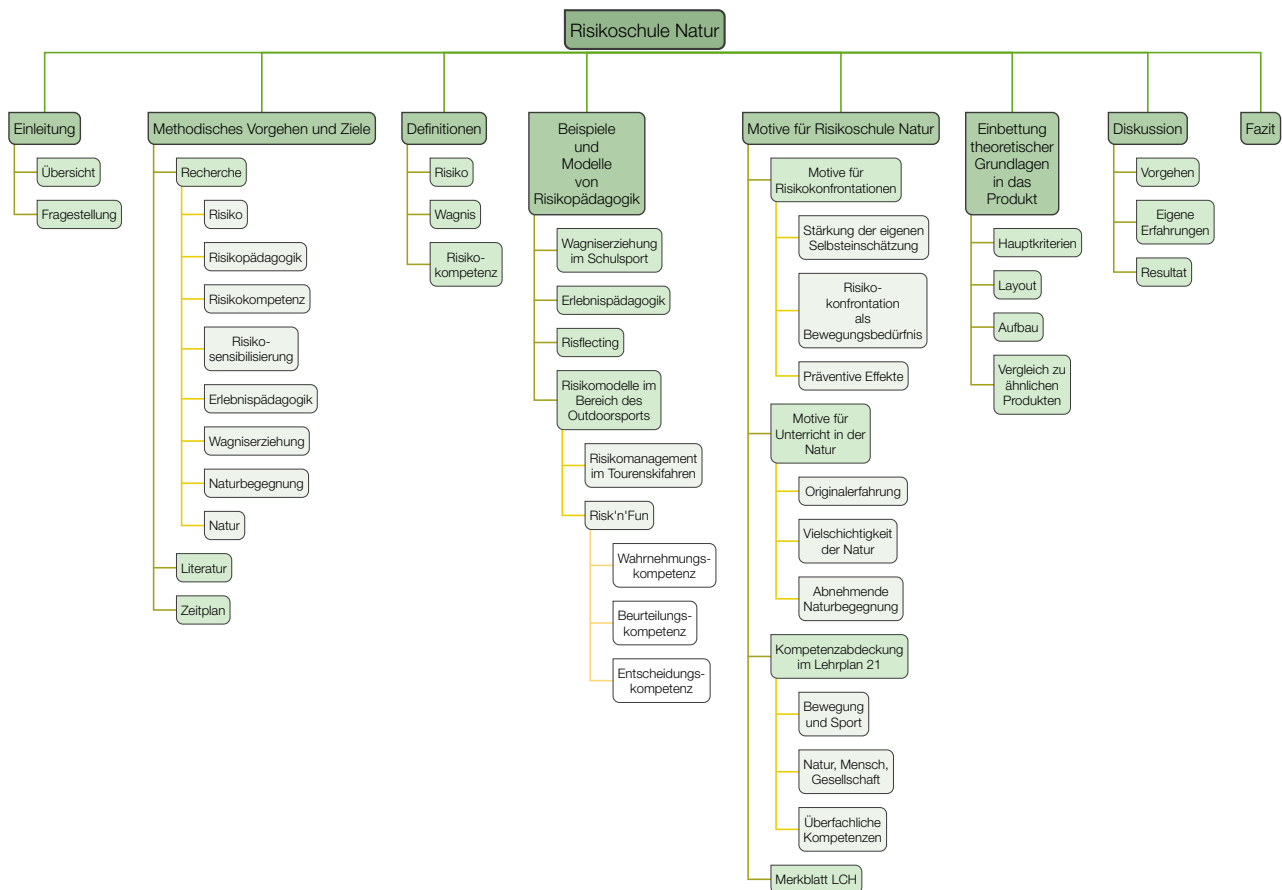 Risikoschule Natur
Einleitung
Übersicht
Fragestellung
Methodisches Vorgehen und Ziele
Recherche
Risiko
Risikopädagogik
Risikokompetenz
Risiko-
sensibilisierung
Erlebnispädagogik
Wagniserziehung
Naturbegegnung
Natur
Literatur
Zeitplan
Definitionen
Risiko
Wagnis
Risiko-
kompetenz
Beispiele
und
Modelle
von
Risikopädagogik
Wagniserziehung
im Schulsport
Erlebnispädagogik
Risflecting
Risikomodelle im
Bereich des
Outdoorsports
Risikomanagement
im Tourenskifahren
Risk'n'Fun
Wahrnehmungs-
kompetenz
Beurteilungs-
kompetenz
Entscheidungs-
kompetenz
Motive für Risikoschule Natur
Motive für
Risikokonfrontationen
Stärkung der eigenen
Selbsteinschätzung
Risiko-
konfrontation
als
Bewegungsbedürfnis
Präventive Effekte
Motive für
Unterricht in der
Natur
Originalerfahrung
Vielschichtigkeit
der Natur
Abnehmende
Naturbegegnung
Kompetenzabdeckung
im Lehrplan 21
Bewegung
und Sport
Natur, Mensch,
Gesellschaft
Überfachliche
Kompetenzen
Merkblatt LCH
Einbettung
theoretischer
Grundlagen
in das
Produkt
Hauptkriterien
Layout
Aufbau
Vergleich zu
ähnlichen
Produkten
Diskussion
Vorgehen
Eigene
Erfahrungen
Resultat
Fazit